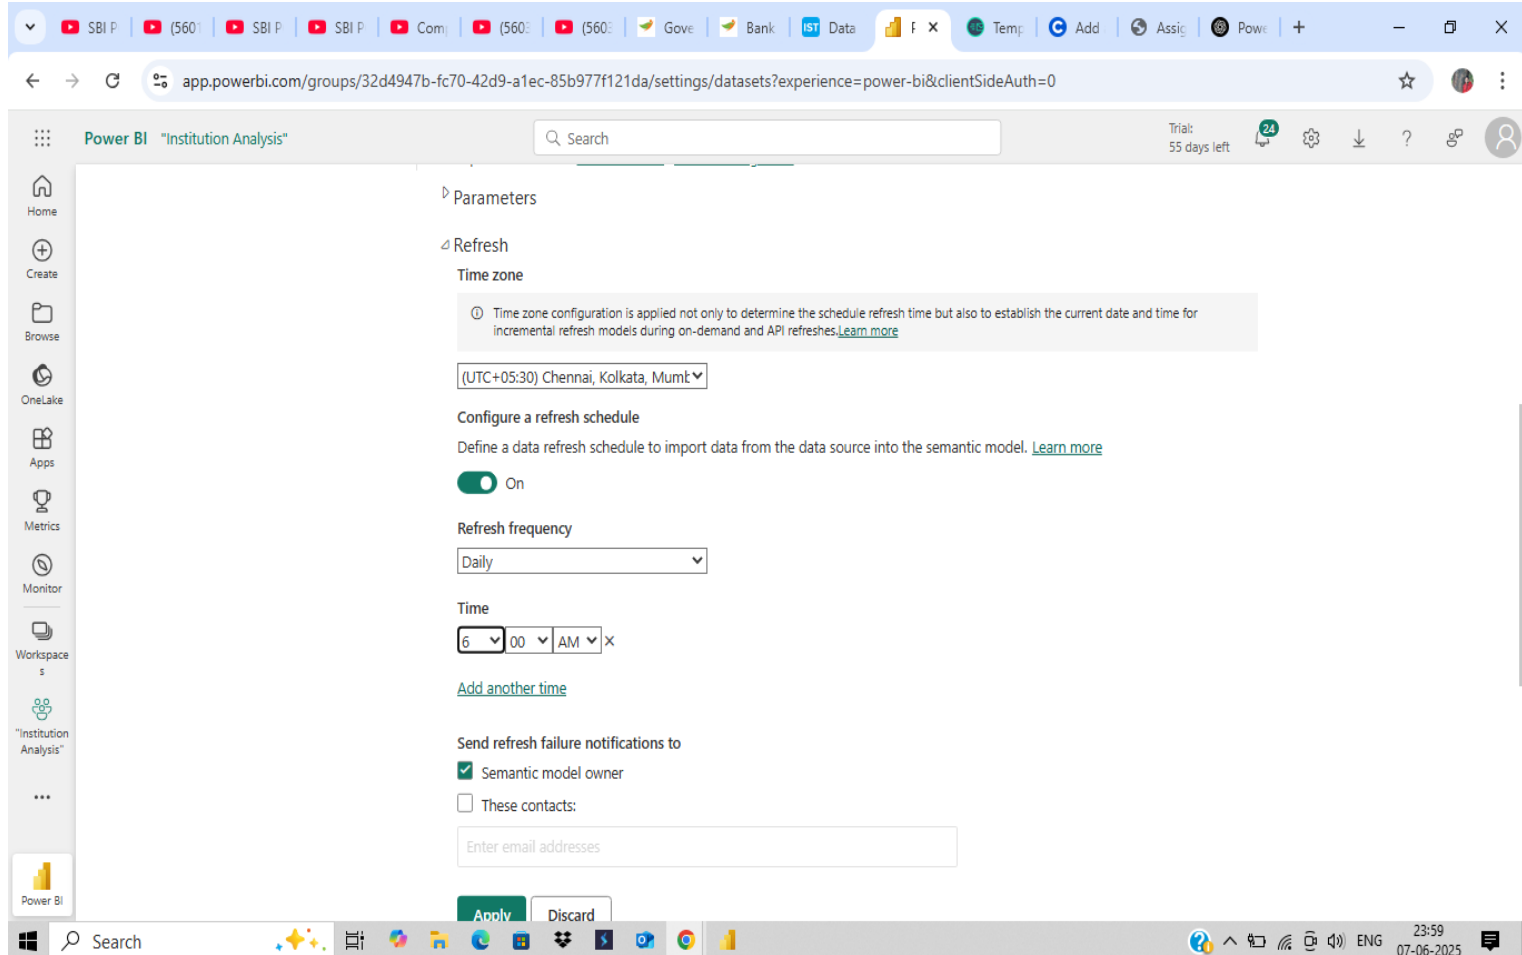 SBI P
(560
SBI P
SBI P
Com
(560
(560
Gove
Bank
IST Data
Temp
Add
Assig
Powe
app.powerbi.com/groups/32d4947b-fc70-42d9-a1ec-85b977f121da/settings/datasets?experience=power-bi&clientSideAuth=0
Power BI "Institution Analysis"
Search
Trial:
55 days left
24
Home
Create
Browse
OneLake
Apps
Metrics
Monitor
Workspace
s
"Institution
Analysis"
Power BI
Parameters
Refresh
Time zone
Time zone configuration is applied not only to determine the schedule refresh time but also to establish the current date and time for
incremental refresh models during on-demand and API refreshes.Learn more
(UTC+05:30) Chennai, Kolkata, Mumb
Configure a refresh schedule
Define a data refresh schedule to import data from the data source into the semantic model. Learn more
On
Refresh frequency
Daily
Time
6 00 AM
Add another time
Send refresh failure notifications to
Semantic model owner
These contacts:
Enter email addresses
Apply Discard
Search
ENG
23:59
07-06-2025